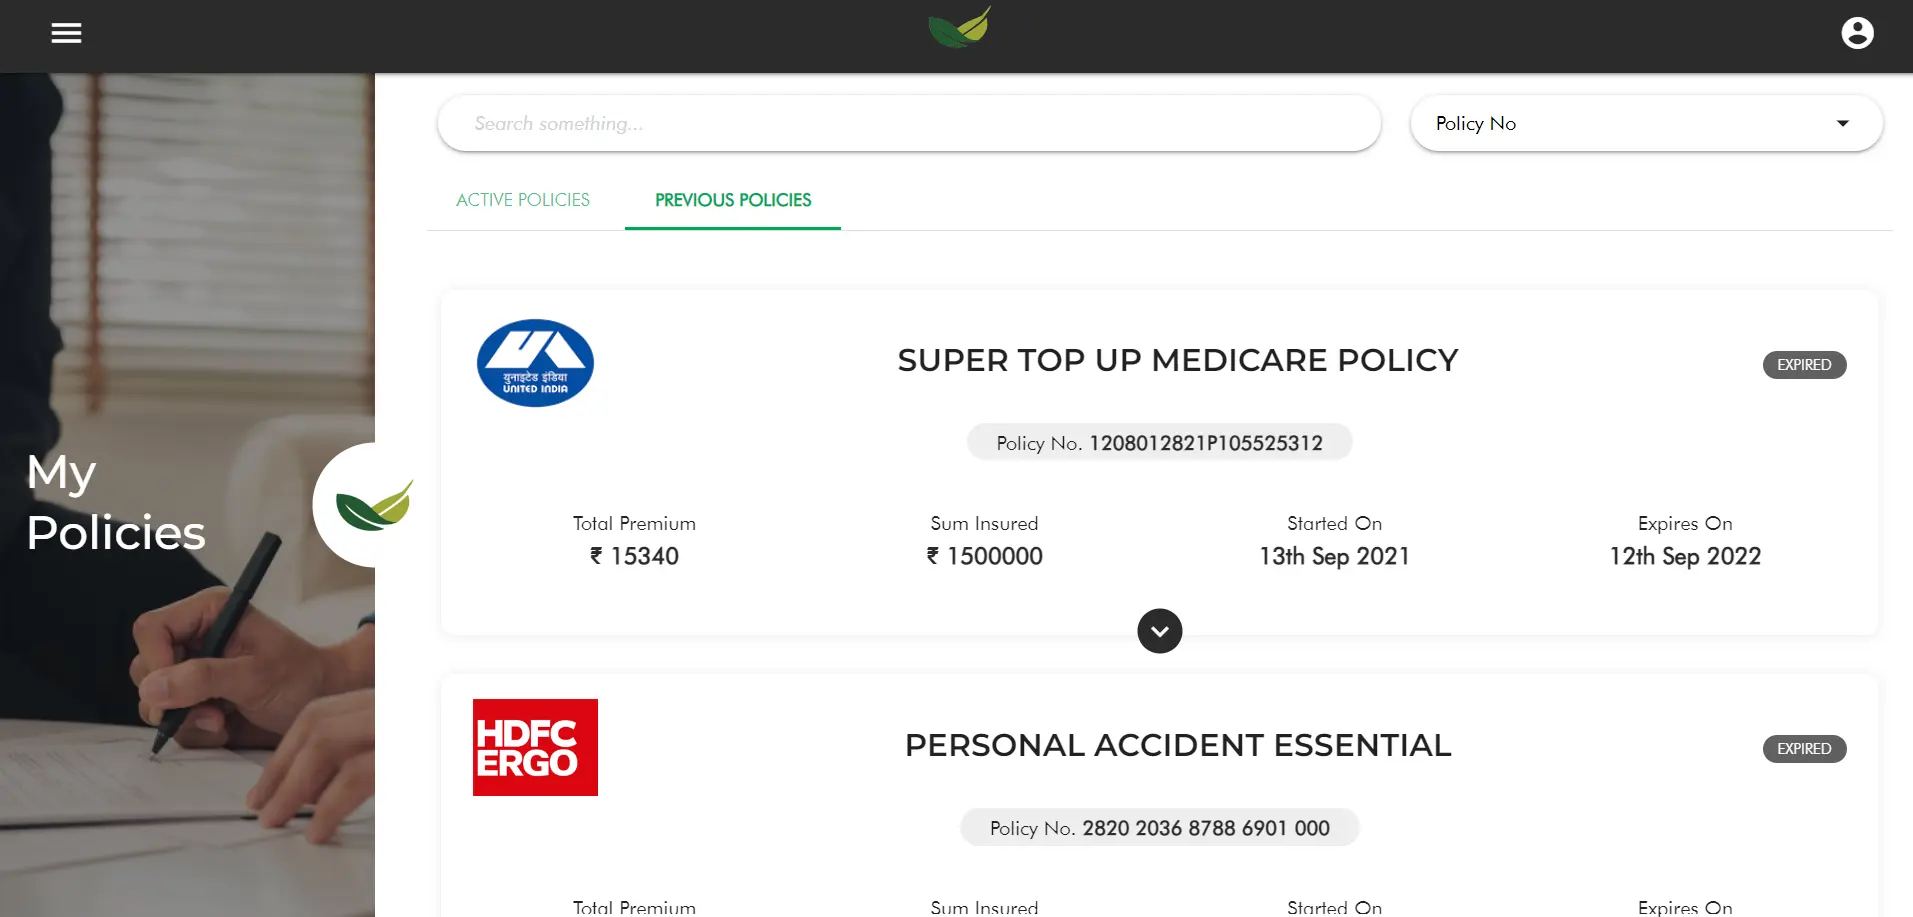 Search something...
Policy No
ACTIVE POLICIES
PREVIOUS POLICIES
My
Policies
युनाइटेड इंडिया
UNITED INDIA
SUPER TOP UP MEDICARE POLICY
EXPIRED
Policy No. 1208012821P105525312
Total Premium
Sum Insured
Started On
Expires On
₹ 15340
₹ 1500000
13th Sep 2021
12th Sep 2022
HDFC
ERGO
PERSONAL ACCIDENT ESSENTIAL
EXPIRED
Policy No. 2820 2036 8788 6901 000
Total Premium
Sum Insured
Started On
Expires On